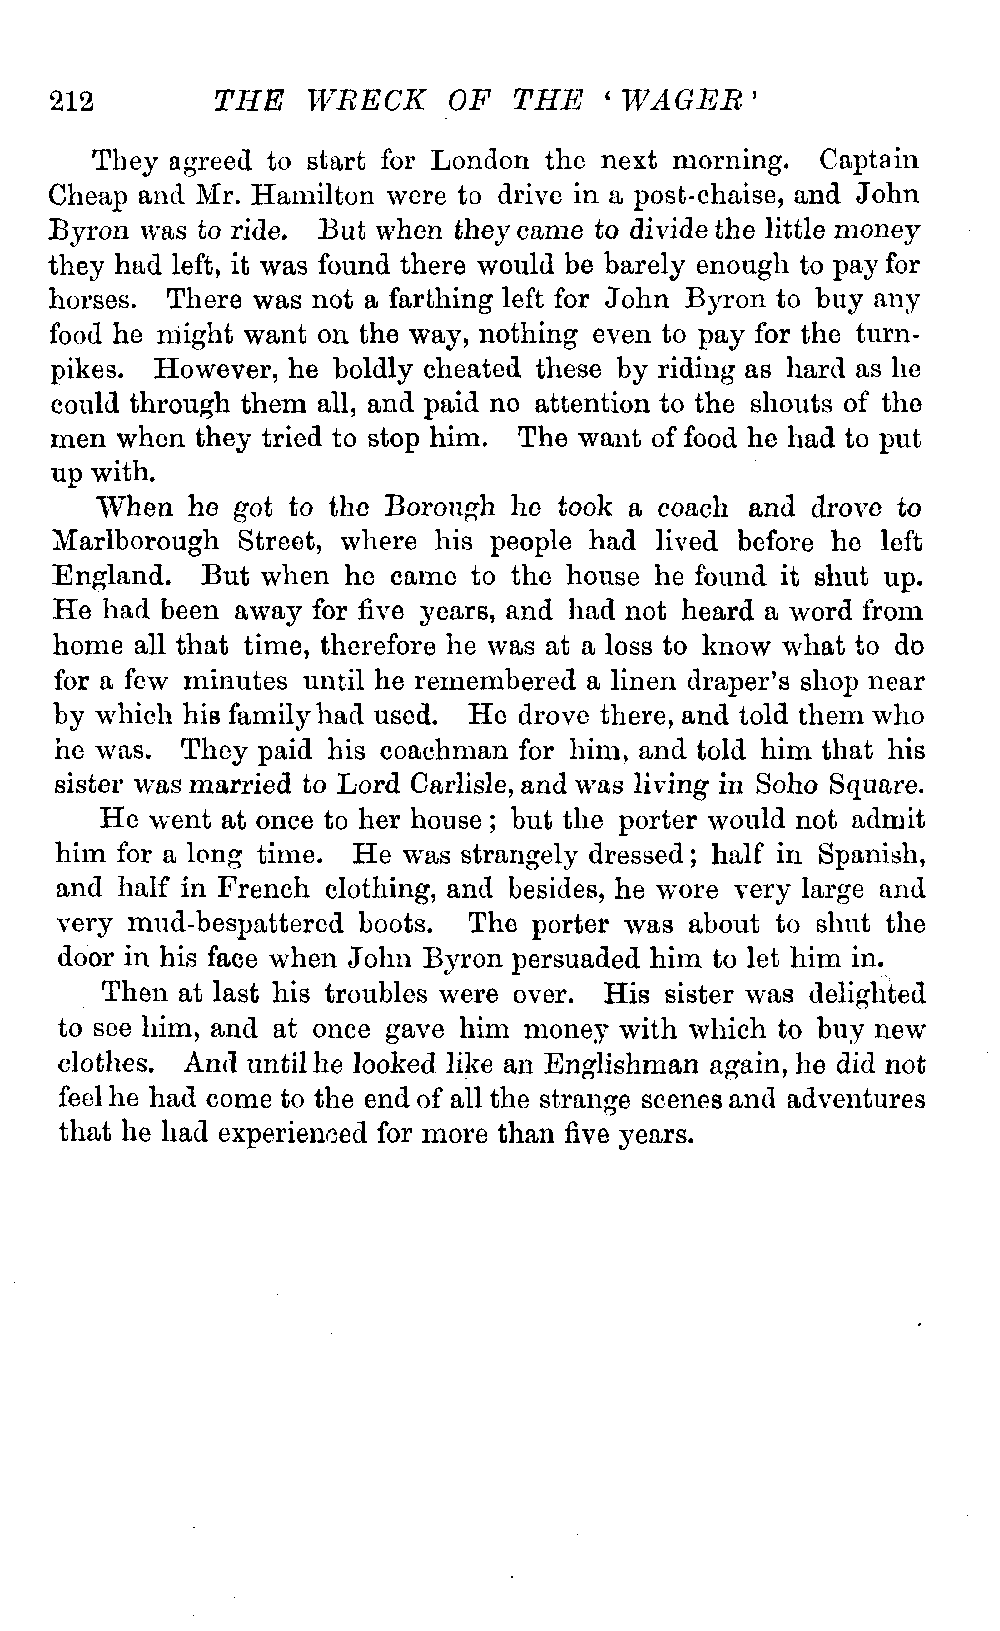 212 THE WRECK OF THE ‘WAGER’
They agreed to start for London the next morning. Captain
Cheap and Mr. Hamilton were to drive in a post-chaise, and John
Byron was to ride. But when they came to divide the little money
they had left, it was found there would be barely enough to pay for
horses. There was not a farthing left for John Byron to buy any
food he might want on the way, nothing even to pay for the turn-
pikes. However, he boldly cheated these by riding as hard as he
could through them all, and paid no attention to the shouts of the
men when they tried to stop him. The want of food he had to put
up with.
When he got to the Borough he took a coach and drove to
Marlborough Street, where his people had lived before he left
England. But when he came to the house he found it shut up.
He had been away for five years, and had not heard a word from
home all that time, therefore he was at a loss to know what to do
for a few minutes until he remembered a linen draper's shop near
by which his family had used. He drove there, and told them who
he was. They paid his coachman for him, and told him that his
sister was married to Lord Carlisle, and was living in Soho Square.
He went at once to her house; but the porter would not admit
him for a long time. He was strangely dressed; half in Spanish,
and half in French clothing, and besides, he wore very large and
very mud-bespattered boots. The porter was about to shut the
door in his face when John Byron persuaded him to let him in.
Then at last his troubles were over. His sister was delighted
to see him, and at once gave him money with which to buy new
clothes. And until he looked like an Englishman again, he did not
feel he had come to the end of all the strange scenes and adventures
that he had experienced for more than five years.